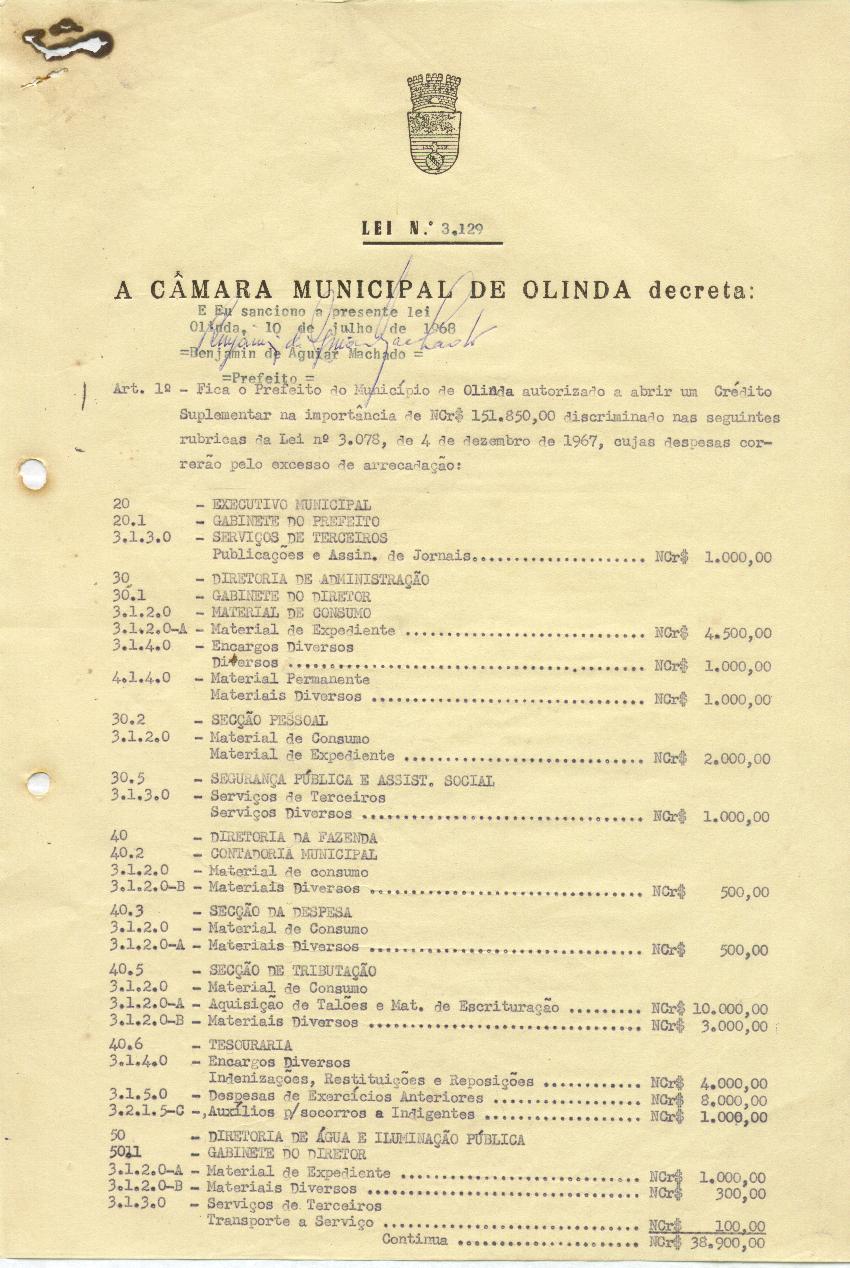 LEI N.º 3.129
A CÂMARA MUNICIPAL DE OLINDA decreta:
E Eu sanciono a presente lei
Olinda, 10 de julho de 1968
=Benjamin de Aguiar Machado =
=Prefeito =
Art. 1º - Fica o Prefeito do Município de Olinda autorizado a abrir um Crédito
Suplementar na importância de NCr$ 151.850,00 discriminado nas seguintes
rubricas da Lei nº 3.078, de 4 de dezembro de 1967, cujas despesas cor-
rerão pelo excesso de arrecadação:
20 - EXECUTIVO MUNICIPAL
20.1 - GABINETE DO PREFEITO
3.1.3.0 - SERVIÇOS DE TERCEIROS
Publicações e Assin. de Jornais........................ NCr$ 1.000,00
30 - DIRETORIA DE ADMINISTRAÇÃO
30.1 - GABINETE DO DIRETOR
3.1.2.0 - MATERIAL DE CONSUMO
3.1.2.0-A - Material de Expediente ................................. NCr$ 4.500,00
3.1.4.0 - Encargos Diversos
Diversos ................................................. NCr$ 1.000,00
4.1.4.0 - Material Permanente
Materiais Diversos ..................................... NCr$ 1.000,00
30.2 - SECÇÃO PESSOAL
3.1.2.0 - Material de Consumo
Material de Expediente ................................. NCr$ 2.000,00
30.5 - SEGURANÇA PÚBLICA E ASSIST. SOCIAL
3.1.3.0 - Serviços de Terceiros
Serviços Diversos ...................................... NCr$ 1.000,00
40 - DIRETORIA DA FAZENDA
40.2 - CONTADORIA MUNICIPAL
3.1.2.0 - Material de consumo
3.1.2.0-B - Materiais Diversos ..................................... NCr$ 500,00
40.3 - SECÇÃO DA DESPESA
3.1.2.0 - Material de Consumo
3.1.2.0-A - Materiais Diversos ..................................... NCr$ 500,00
40.5 - SECÇÃO DE TRIBUTAÇÃO
3.1.2.0 - Material de Consumo
3.1.2.0-A - Aquisição de Talões e Mat. de Escrituração ......... NCr$ 10.000,00
3.1.2.0-B - Materiais Diversos ..................................... NCr$ 3.000,00
40.6 - TESOURARIA
3.1.4.0 - Encargos Diversos
Indenizações, Restituições e Reposições ............. NCr$ 4.000,00
3.1.5.0 - Despesas de Exercícios Anteriores .................. NCr$ 8.000,00
3.2.1.5-C -,Auxílios p/socorros a Indigentes ..................... NCr$ 1.000,00
50 - DIRETORIA DE ÁGUA E ILUMINAÇÃO PÚBLICA
5011 - GABINETE DO DIRETOR
3.1.2.0-A - Material de Expediente ................................. NCr$ 1.000,00
3.1.2.0-B - Materiais Diversos ..................................... NCr$ 300,00
3.1.3.0 - Serviços de Terceiros
Transporte a Serviço ................................... NCr$ 100,00
Continua ........................... NCr$ 38.900,00